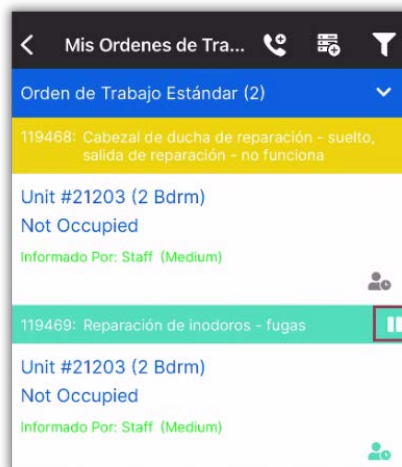 Mis Ordenes de Tra...
Orden de Trabajo Estándar (2)
119468: Cabezal de ducha de reparación - suelto,
salida de reparación - no funciona
Unit #21203 (2 Bdrm)
Not Occupied
Informado Por: Staff (Medium)
119469: Reparación de inodoros - fugas
Unit #21203 (2 Bdrm)
Not Occupied
Informado Por: Staff (Medium)